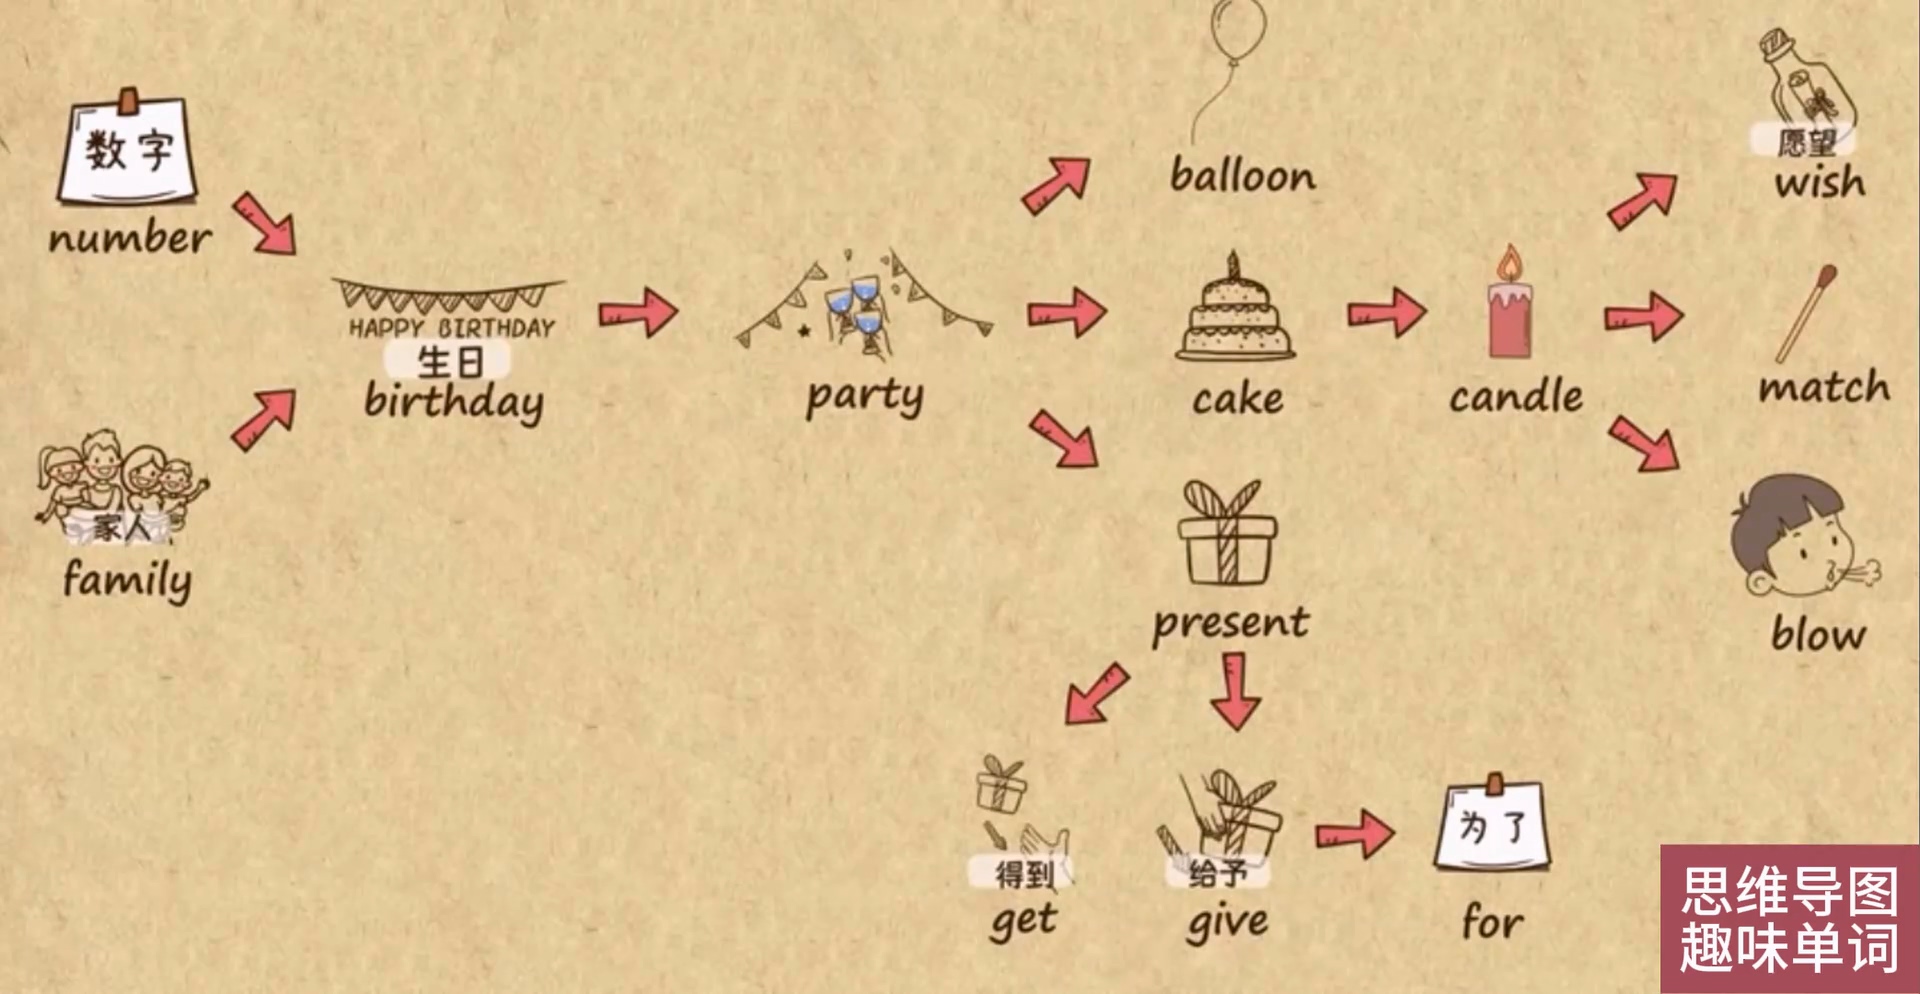 数字
number
家人
family
HAPPY BIRTHDAY
生日
birthday
party
balloon
cake
present
得到
get
给予
give
为了
for
candle
愿望
wish
match
blow
思维导图
趣味单词